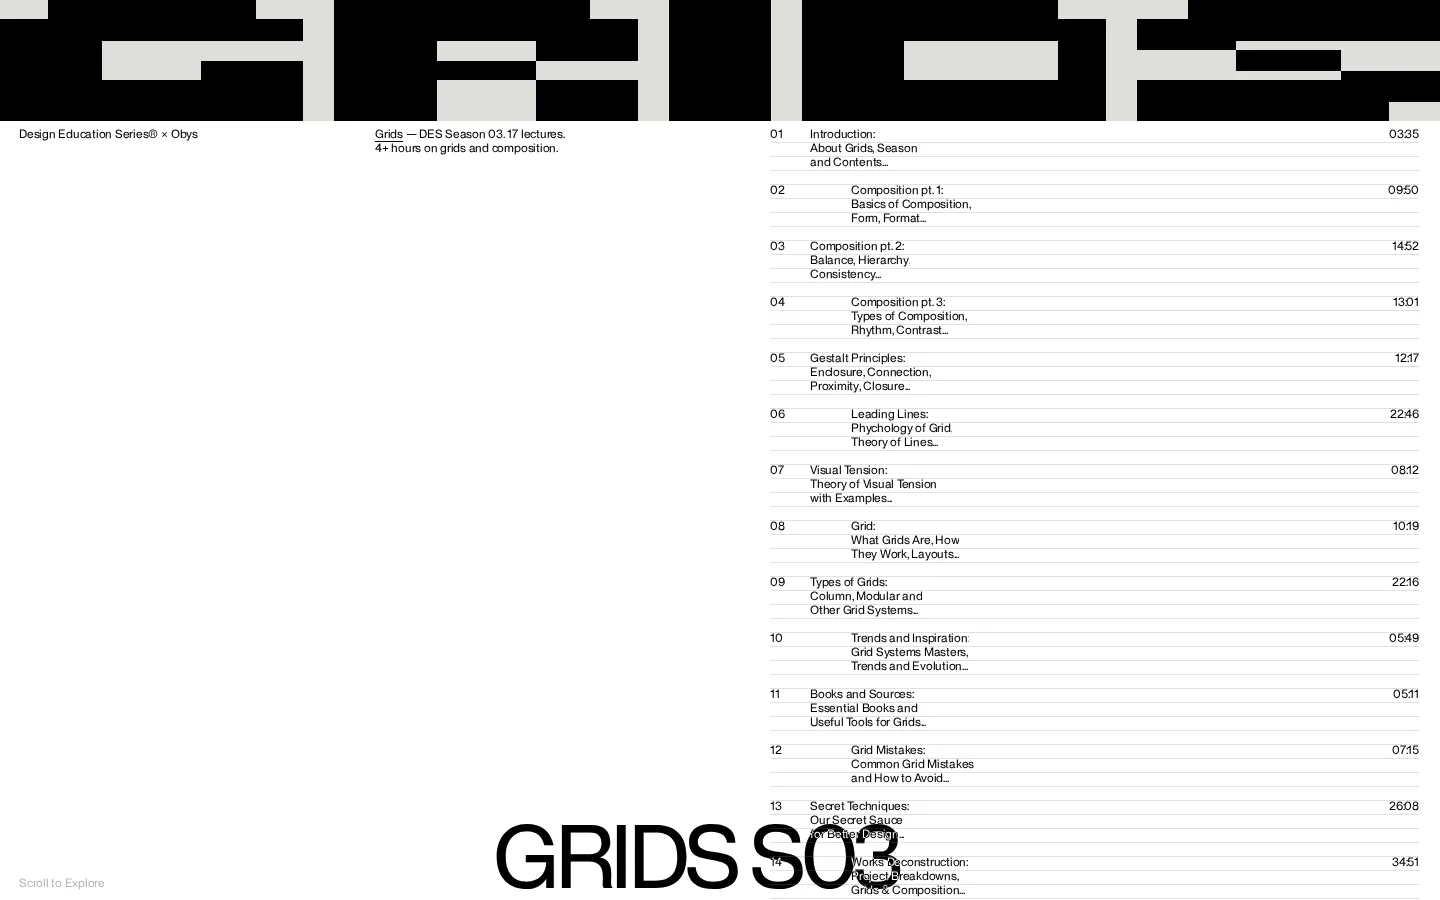 GRIDS
Design Education Series® × Obys
Grids — DES Season 03. 17 lectures.
4+ hours on grids and composition.
01 Introduction: 03:35
About Grids, Season
and Contents...
02 Composition pt. 1: 09:50
Basics of Composition,
Form, Format...
03 Composition pt. 2: 14:52
Balance, Hierarchy,
Consistency...
04 Composition pt. 3: 13:01
Types of Composition,
Rhythm, Contrast...
05 Gestalt Principles: 12:17
Enclosure, Connection,
Proximity, Closure...
06 Leading Lines: 22:46
Phychology of Grid,
Theory of Lines...
07 Visual Tension: 08:12
Theory of Visual Tension
with Examples...
08 Grid: 10:19
What Grids Are, How
They Work, Layouts...
09 Types of Grids: 22:16
Column, Modular and
Other Grid Systems...
10 Trends and Inspiration: 05:49
Grid Systems Masters,
Trends and Evolution...
11 Books and Sources: 05:11
Essential Books and
Useful Tools for Grids...
12 Grid Mistakes: 07:15
Common Grid Mistakes
and How to Avoid...
13 Secret Techniques: 26:08
Our Secret Sauce
for Better Design...
14 Works Deconstruction: 34:51
Project Breakdowns,
Grids & Composition...
GRIDS S03
Scroll to Explore